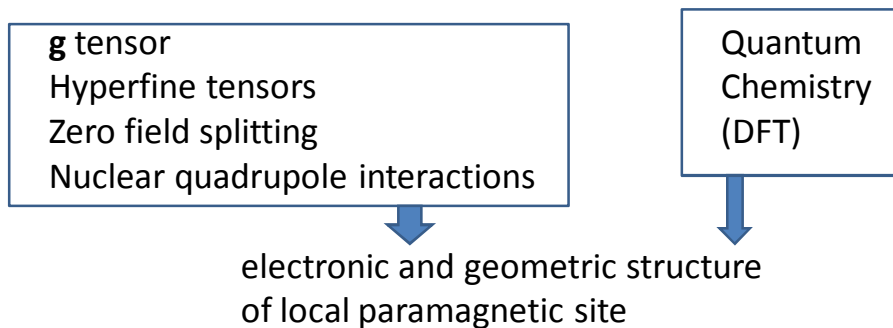 g tensor
Hyperfine tensors
Zero field splitting
Nuclear quadrupole interactions
Quantum
Chemistry
(DFT)
electronic and geometric structure
of local paramagnetic site